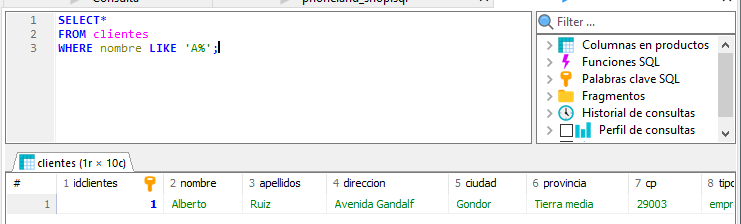 Consulta
1 SELECT*
2 FROM clientes
3 WHERE nombre LIKE 'A%';
Filter ...
Columnas en productos
Funciones SQL
Palabras clave SQL
Fragmentos
Historial de consultas
Perfil de consultas
clientes (1r × 10c)
# 1 idclientes 2 nombre 3 apellidos 4 direccion 5 ciudad 6 provincia 7 cp 8 tipo
1 1 Alberto Ruiz Avenida Gandalf Gondor Tierra media 29003 empr